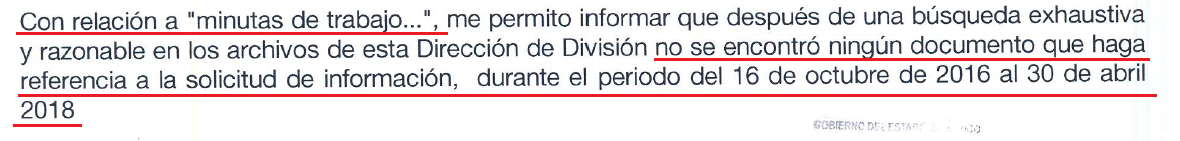 Con relación a "minutas de trabajo...", me permito informar que después de una búsqueda exhaustiva
y razonable en los archivos de esta Dirección de División no se encontró ningún documento que haga
referencia a la solicitud de información, durante el periodo del 16 de octubre de 2016 al 30 de abril
2018
GOBIERNO DEL ESTADO